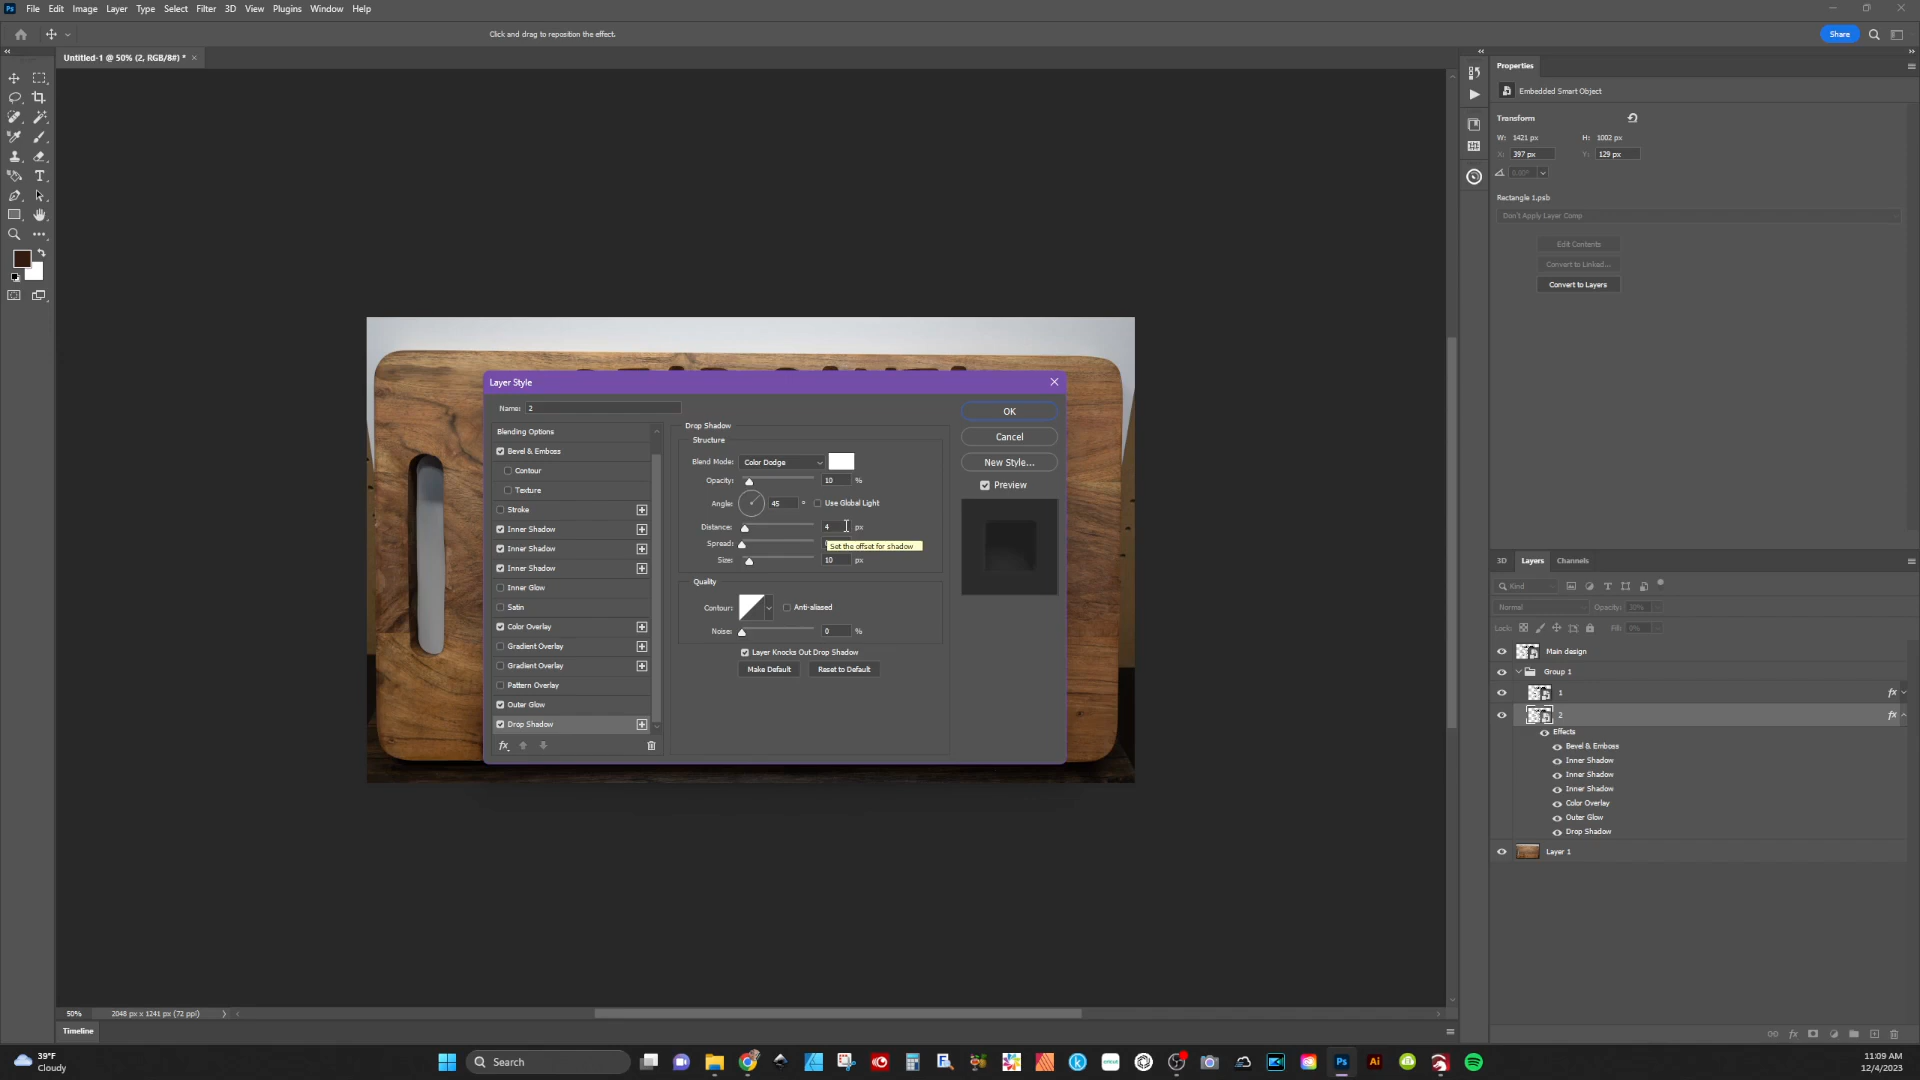 File Edit Image Layer Type Select Filter 3D View Plugins Window Help
Click and drag to reposition the effect.
Share
Untitled-1 @ 50% (2, RGB/8#) *
Properties
Embedded Smart Object
Transform
W: 1421 px H: 1002 px
X: 397 px Y: 129 px
0.00°
Rectangle 1.psb
Don't Apply Layer Comp
Edit Contents
Convert to Linked...
Convert to Layers
Layer Style
Name: 2
Blending Options
Bevel & Emboss
Contour
Texture
Stroke
Inner Shadow
Inner Shadow
Inner Shadow
Inner Glow
Satin
Color Overlay
Gradient Overlay
Gradient Overlay
Pattern Overlay
Outer Glow
Drop Shadow
fx
Drop Shadow
Structure
Blend Mode: Color Dodge
Opacity: 10 %
Angle: 45 ° Use Global Light
Distance: 4 px
Spread:
Set the offset for shadow
Size: 10 px
Quality
Contour: Anti-aliased
Noise: 0 %
Layer Knocks Out Drop Shadow
Make Default Reset to Default
OK
Cancel
New Style...
Preview
3D Layers Channels
Kind
Normal Opacity: 30%
Lock: Fill: 0%
Main design
Group 1
1 fx
2 fx
Effects
Bevel & Emboss
Inner Shadow
Inner Shadow
Inner Shadow
Color Overlay
Outer Glow
Drop Shadow
Layer 1
50% 2048 px x 1241 px (72 ppi)
Timeline
39°F
Cloudy
Search
11:09 AM
12/4/2023